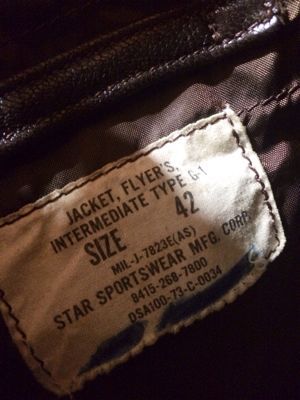 JACKET, FLYER'S,
INTERMEDIATE TYPE G-1
SIZE 42
MIL-J-7823E(AS)
STAR SPORTSWEAR MFG. CORP.
8415-268-7800
DSA100-73-C-0034